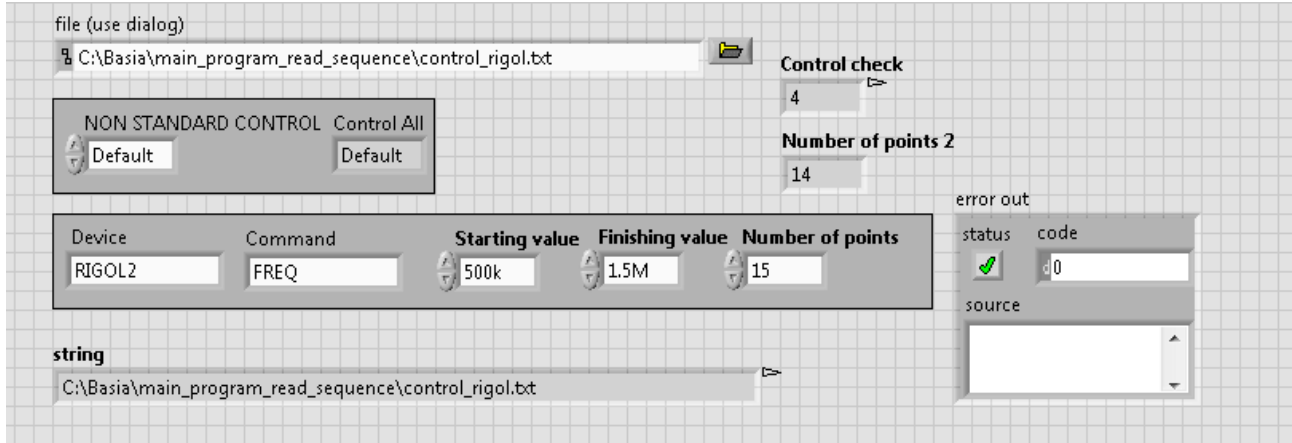 file (use dialog)
C:\Basia\main_program_read_sequence\control_rigol.txt
Control check
4
NON STANDARD CONTROL Control All
Default Default
Number of points 2
14
Device Command Starting value Finishing value Number of points
RIGOL2 FREQ 500k 1.5M 15
error out
status code
d 0
source
string
C:\Basia\main_program_read_sequence\control_rigol.txt